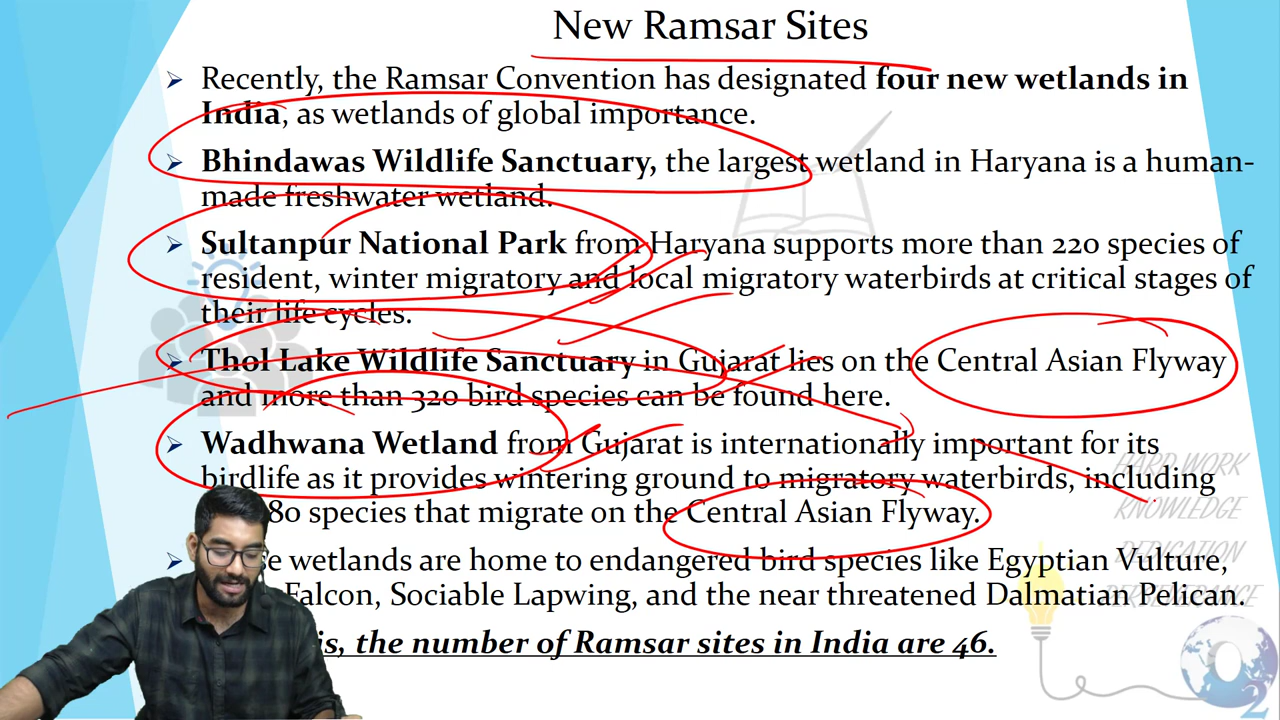 New Ramsar Sites
Recently, the Ramsar Convention has designated four new wetlands in
India, as wetlands of global importance.
Bhindawas Wildlife Sanctuary, the largest wetland in Haryana is a human-
made freshwater wetland.
Sultanpur National Park from Haryana supports more than 220 species of
resident, winter migratory and local migratory waterbirds at critical stages of
their life cycles.
Thol Lake Wildlife Sanctuary in Gujarat lies on the Central Asian Flyway
and more than 320 bird species can be found here.
Wadhwana Wetland from Gujarat is internationally important for its
birdlife as it provides wintering ground to migratory waterbirds, including
80 species that migrate on the Central Asian Flyway.
wetlands are home to endangered bird species like Egyptian Vulture,
Falcon, Sociable Lapwing, and the near threatened Dalmatian Pelican.
is, the number of Ramsar sites in India are 46.
HARD WORK
KNOWLEDGE
DEDICATION
PERSEVERANCE
O2